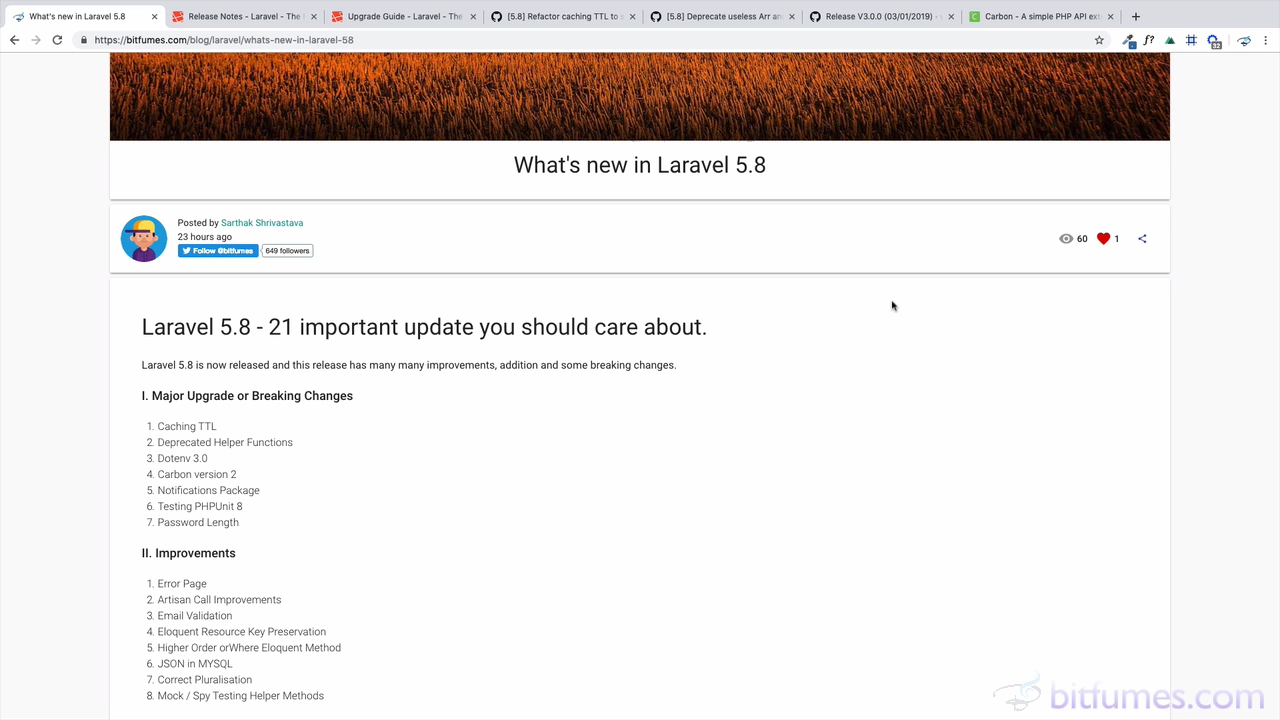 What's new in Laravel 5.8
Release Notes - Laravel - The
Upgrade Guide - Laravel - The
[5.8] Refactor caching TTL to
[5.8] Deprecate useless Arr an
Release V3.0.0 (03/01/2019) -
Carbon - A simple PHP API ext
https://bitfumes.com/blog/laravel/whats-new-in-laravel-58
f?
What's new in Laravel 5.8
Posted by Sarthak Shrivastava
23 hours ago
Follow @bitfumes 649 followers
60 1
Laravel 5.8 - 21 important update you should care about.
Laravel 5.8 is now released and this release has many many improvements, addition and some breaking changes.
I. Major Upgrade or Breaking Changes
1. Caching TTL
2. Deprecated Helper Functions
3. Dotenv 3.0
4. Carbon version 2
5. Notifications Package
6. Testing PHPUnit 8
7. Password Length
II. Improvements
1. Error Page
2. Artisan Call Improvements
3. Email Validation
4. Eloquent Resource Key Preservation
5. Higher Order orWhere Eloquent Method
6. JSON in MYSQL
7. Correct Pluralisation
8. Mock / Spy Testing Helper Methods
bitfumes.com